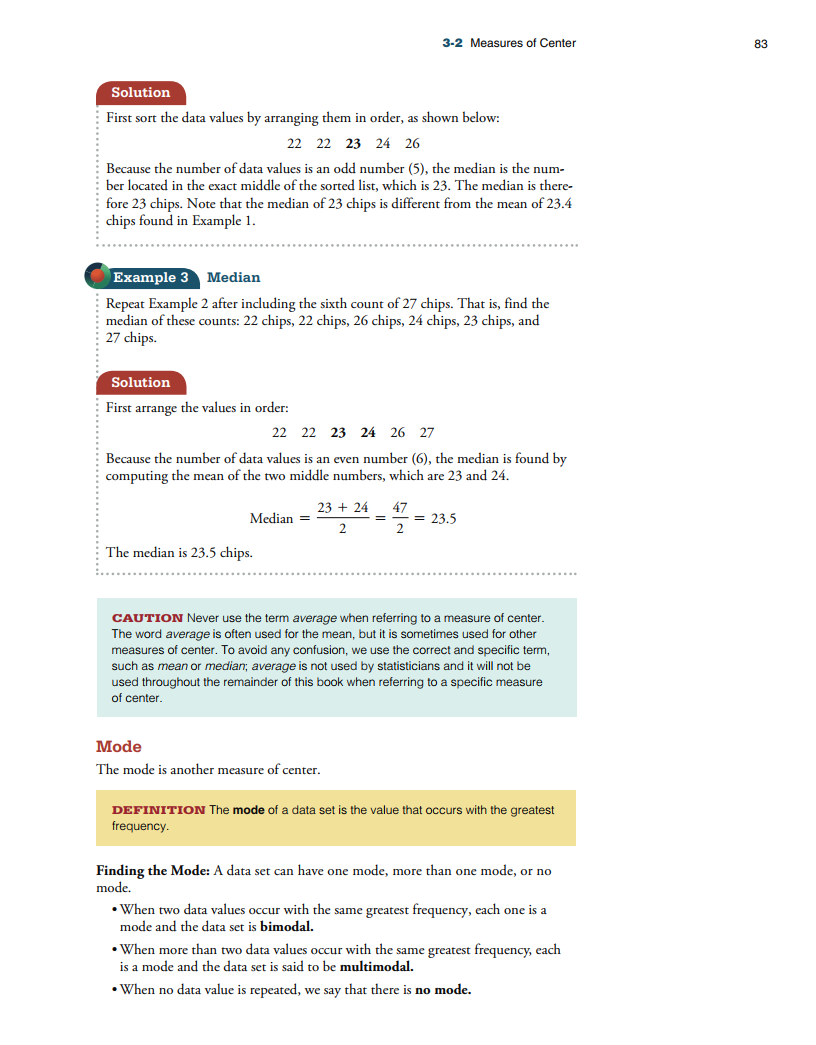 3-2 Measures of Center 83
Solution
First sort the data values by arranging them in order, as shown below:
22 22 23 24 26
Because the number of data values is an odd number (5), the median is the num-
ber located in the exact middle of the sorted list, which is 23. The median is there-
fore 23 chips. Note that the median of 23 chips is different from the mean of 23.4
chips found in Example 1.
Example 3 Median
Repeat Example 2 after including the sixth count of 27 chips. That is, find the
median of these counts: 22 chips, 22 chips, 26 chips, 24 chips, 23 chips, and
27 chips.
Solution
First arrange the values in order:
22 22 23 24 26 27
Because the number of data values is an even number (6), the median is found by
computing the mean of the two middle numbers, which are 23 and 24.
Median = (23 + 24)/2 = 47/2 = 23.5
The median is 23.5 chips.
CAUTION Never use the term average when referring to a measure of center.
The word average is often used for the mean, but it is sometimes used for other
measures of center. To avoid any confusion, we use the correct and specific term,
such as mean or median; average is not used by statisticians and it will not be
used throughout the remainder of this book when referring to a specific measure
of center.
Mode
The mode is another measure of center.
DEFINITION The mode of a data set is the value that occurs with the greatest
frequency.
Finding the Mode: A data set can have one mode, more than one mode, or no
mode.
• When two data values occur with the same greatest frequency, each one is a
mode and the data set is bimodal.
• When more than two data values occur with the same greatest frequency, each
is a mode and the data set is said to be multimodal.
• When no data value is repeated, we say that there is no mode.